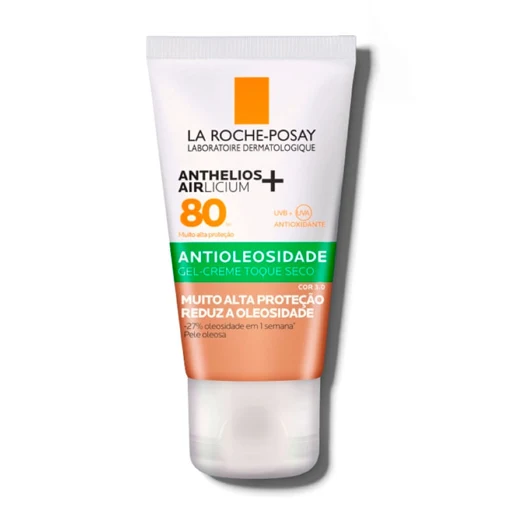 LA ROCHE-POSAY
LABORATOIRE DERMATOLOGIQUE
ANTHELIOS
AIRLICIUM +
80
Muito alta proteção
UVB + UVA
ANTIOXIDANTE
ANTIOLEOSIDADE
GEL-CREME TOQUE SECO
COR 3.0
MUITO ALTA PROTEÇÃO
REDUZ A OLEOSIDADE
-27% oleosidade em 1 semana*
Pele oleosa